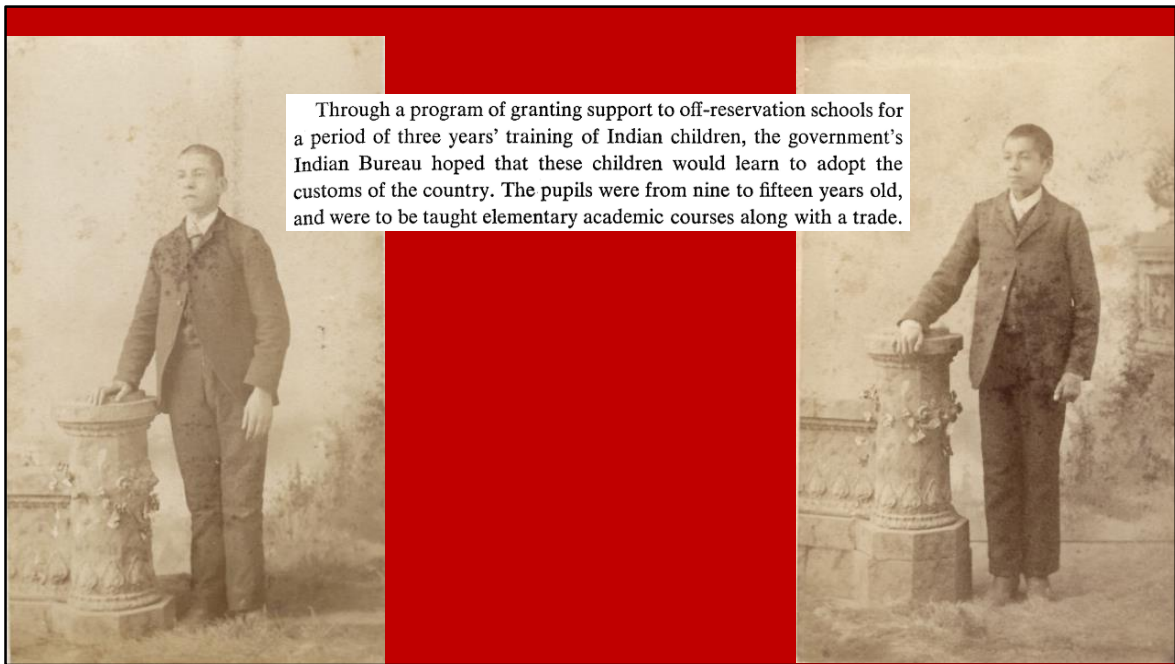 Through a program of granting support to off-reservation schools for
a period of three years' training of Indian children, the government's
Indian Bureau hoped that these children would learn to adopt the
customs of the country. The pupils were from nine to fifteen years old,
and were to be taught elementary academic courses along with a trade.